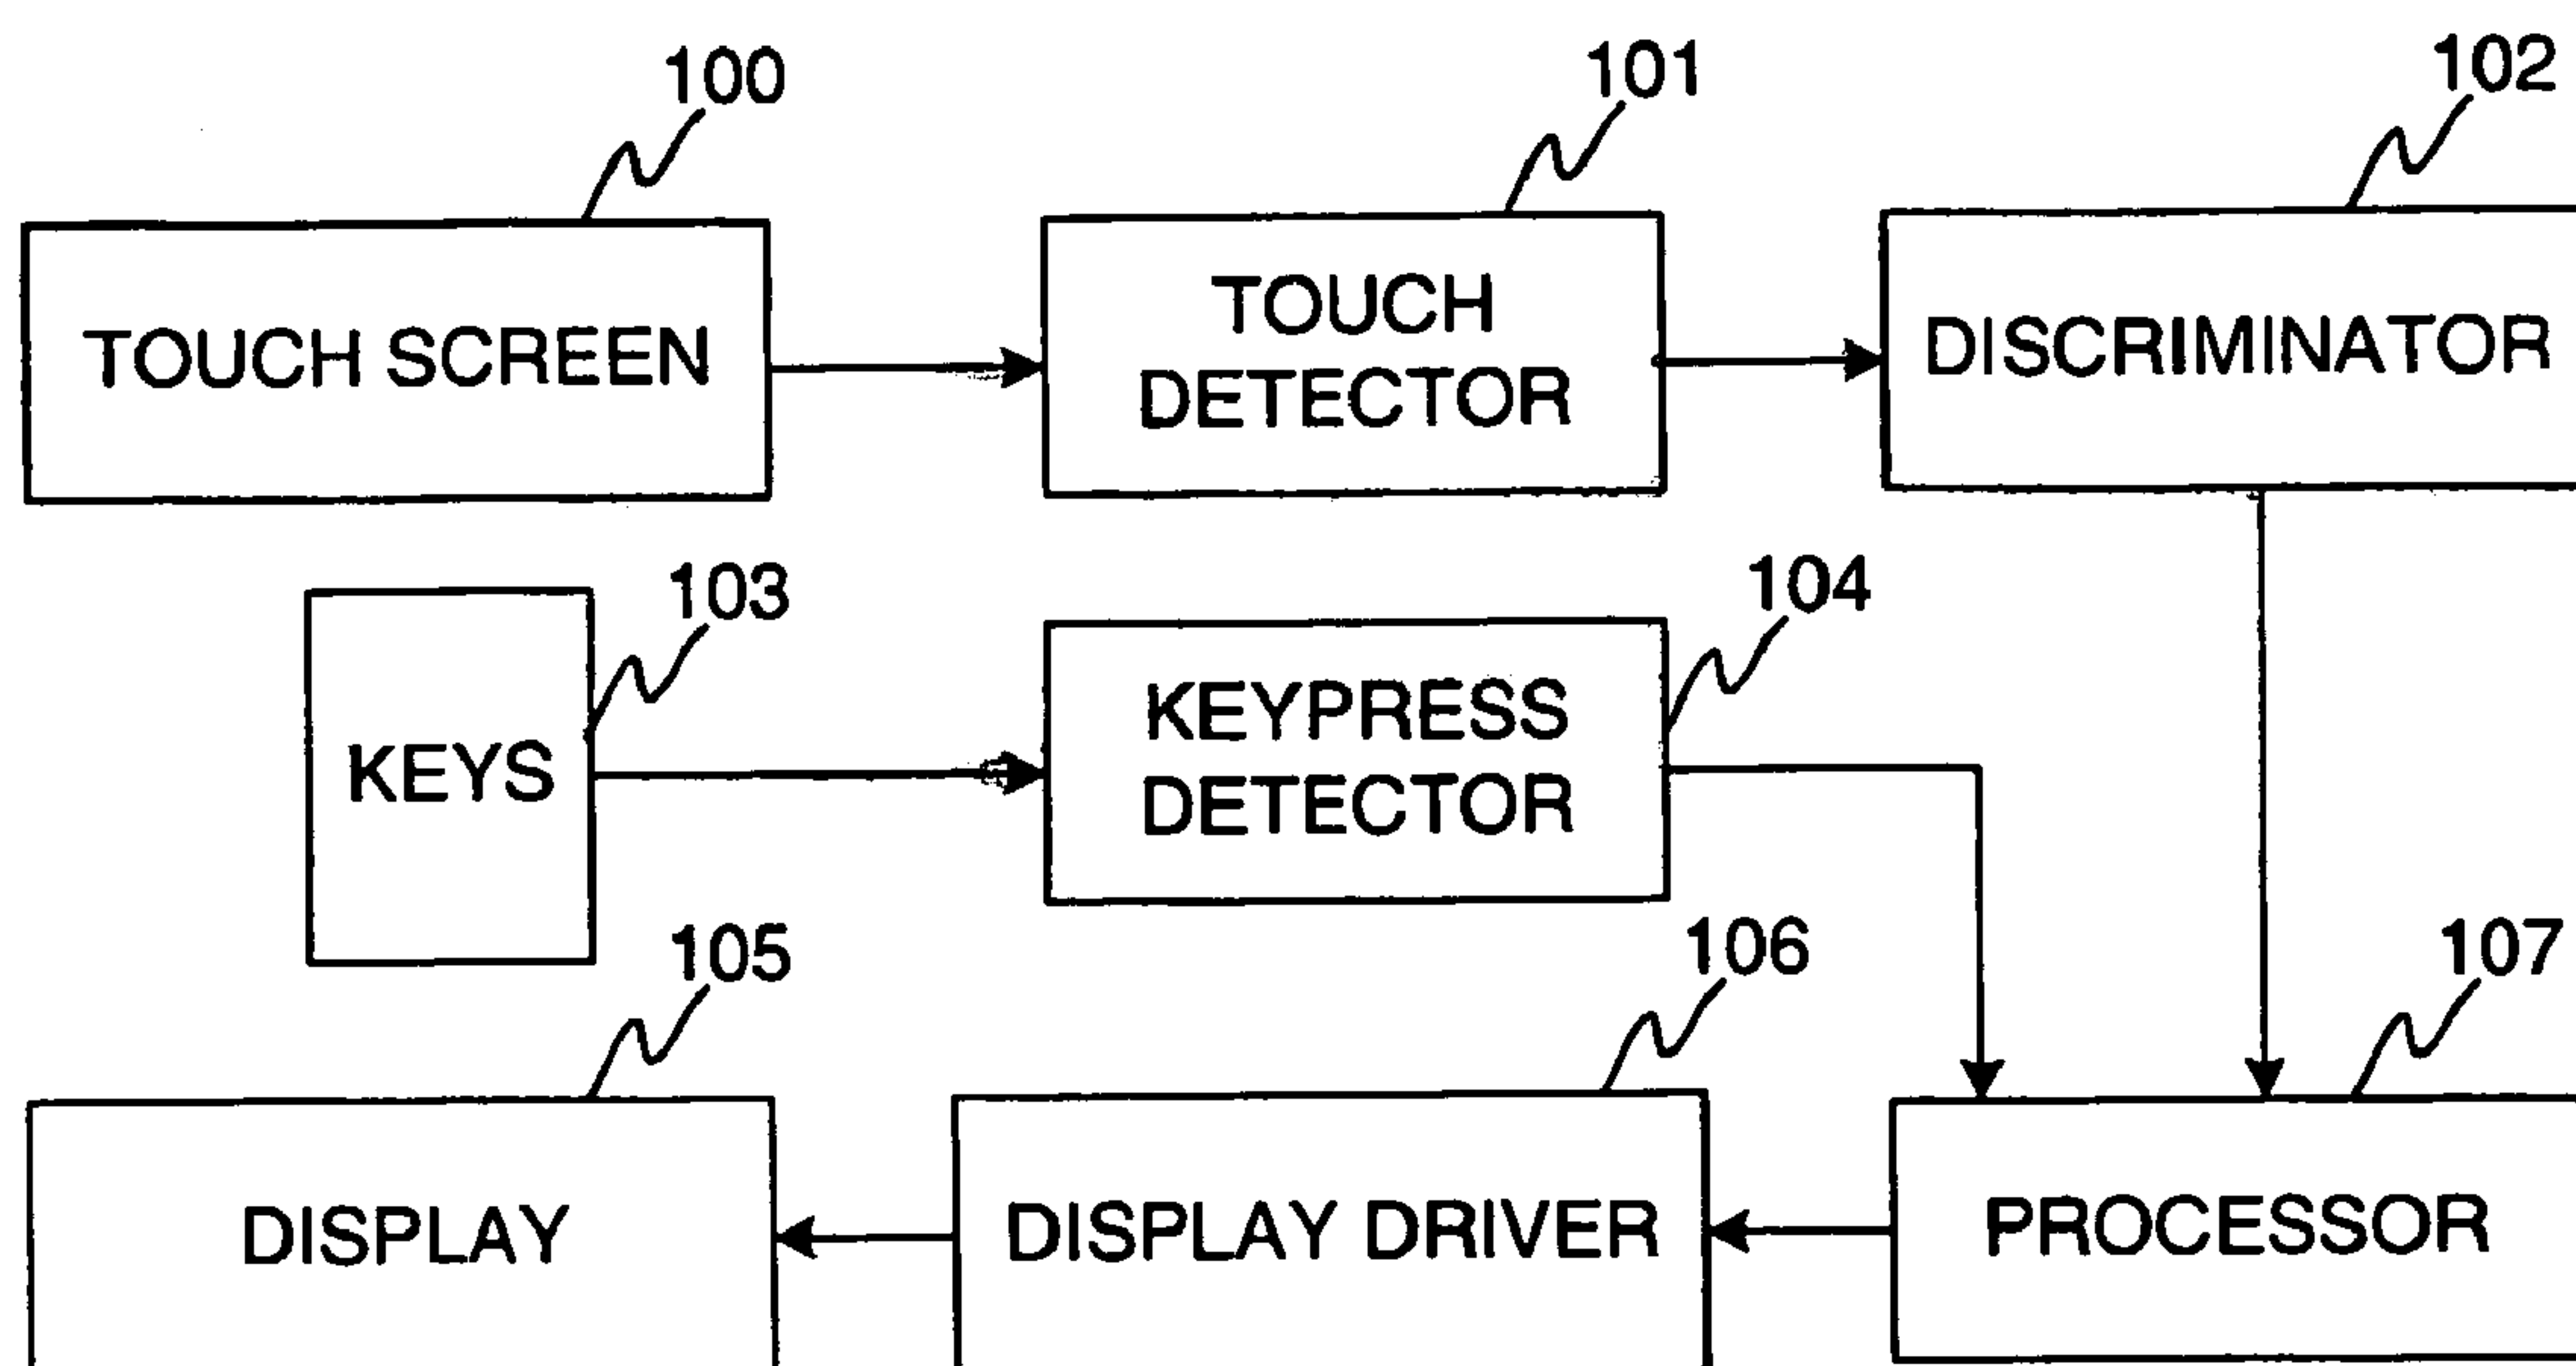 100
101
102
TOUCH SCREEN
TOUCH
DETECTOR
DISCRIMINATOR
103
104
KEYS
KEYPRESS
DETECTOR
105
106
107
DISPLAY
DISPLAY DRIVER
PROCESSOR